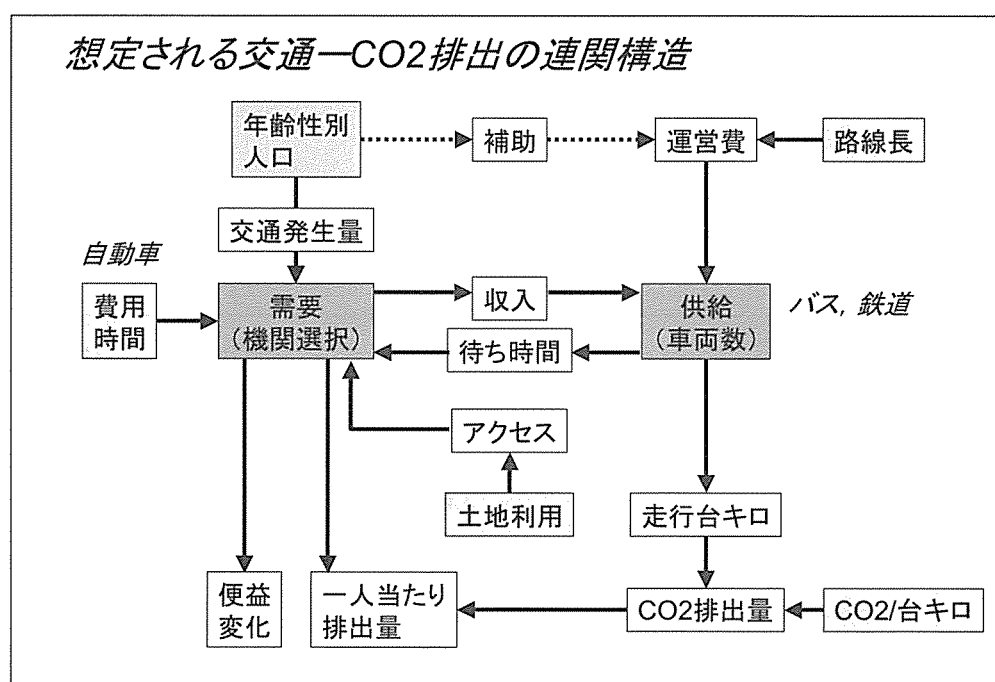 想定される交通ーCO2排出の連関構造
年齢性別
人口
補助
運営費
路線長
交通発生量
自動車
費用
時間
需要
（機関選択）
収入
供給
（車両数）
バス, 鉄道
待ち時間
アクセス
土地利用
走行台キロ
便益
変化
一人当たり
排出量
CO2排出量
CO2/台キロ